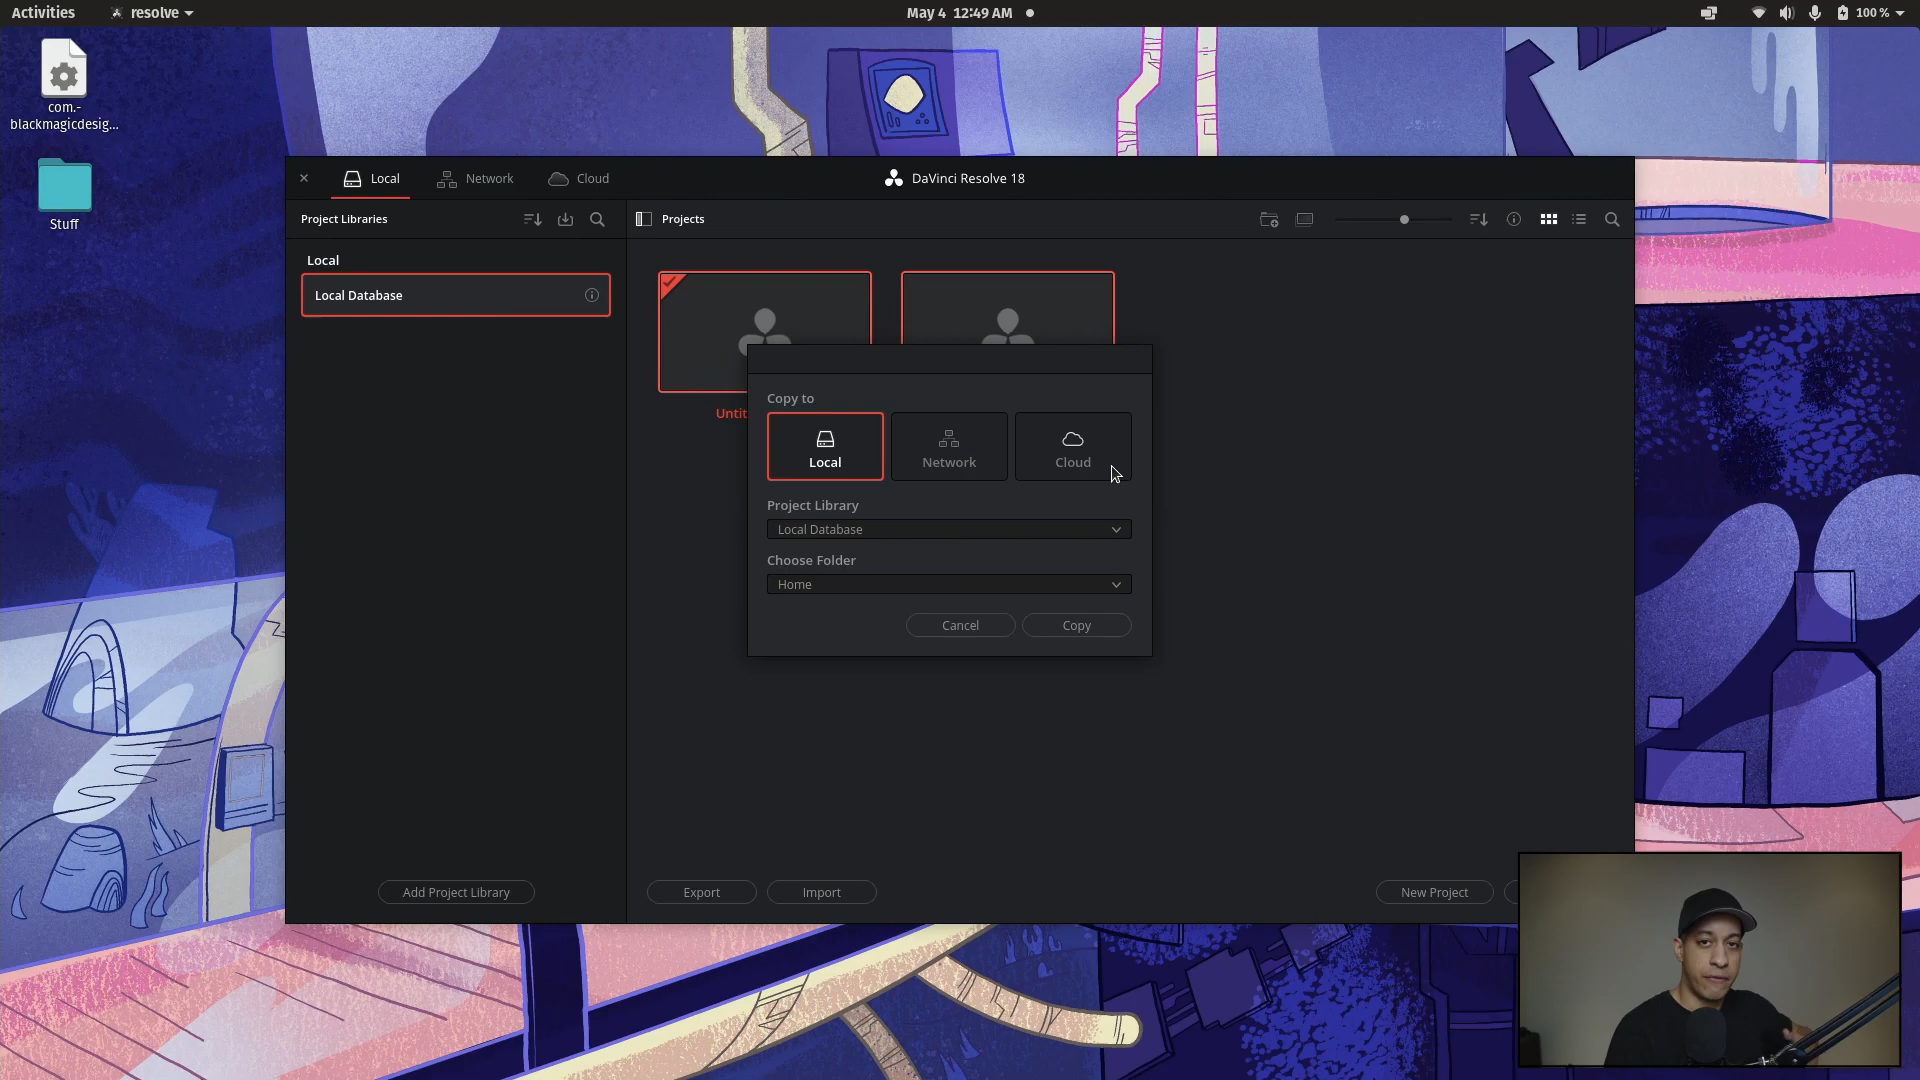 Activities
resolve
May 4 12:49 AM
100 %
com.-
blackmagicdesig...
Stuff
Local
Network
Cloud
DaVinci Resolve 18
Project Libraries
Projects
Local
Local Database
Untit
Copy to
Local
Network
Cloud
Project Library
Local Database
Choose Folder
Home
Cancel
Copy
Add Project Library
Export
Import
New Project